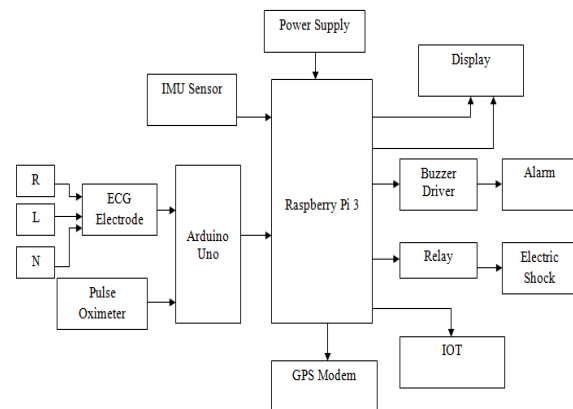 Power Supply
Display
IMU Sensor
R
L
N
ECG
Electrode
Arduino
Uno
Raspberry Pi 3
Buzzer
Driver
Alarm
Relay
Electric
Shock
Pulse
Oximeter
GPS Modem
IOT